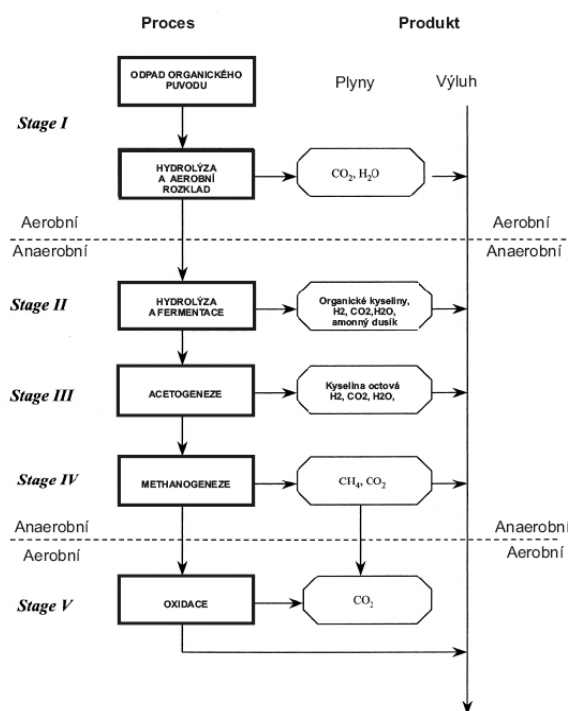 Proces
Produkt
ODPAD ORGANICKÉHO
PUVODU
Plyny
Výluh
Stage I
HYDROLÝZA
A AEROBNÍ
ROZKLAD
CO2, H2O
Aerobní
Aerobní
Anaerobní
Anaerobní
Stage II
HYDROLÝZA
A FERMENTACE
Organické kyseliny,
H2, CO2,H2O,
amonný dusík
Stage III
ACETOGENEZE
Kyselina octová
H2, CO2, H2O,
Stage IV
METHANOGENEZE
CH4, CO2
Anaerobní
Anaerobní
Aerobní
Aerobní
Stage V
OXIDACE
CO2